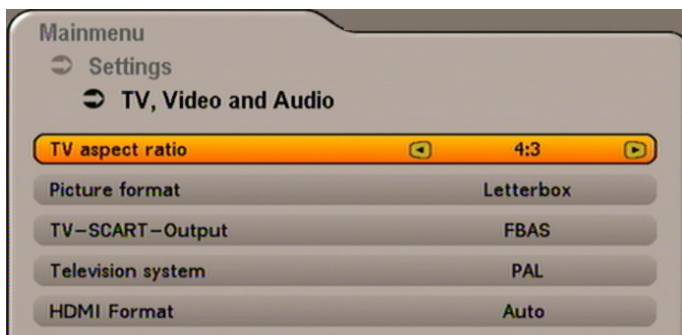 Mainmenu
Settings
TV, Video and Audio
TV aspect ratio 4:3
Picture format Letterbox
TV-SCART-Output FBAS
Television system PAL
HDMI Format Auto